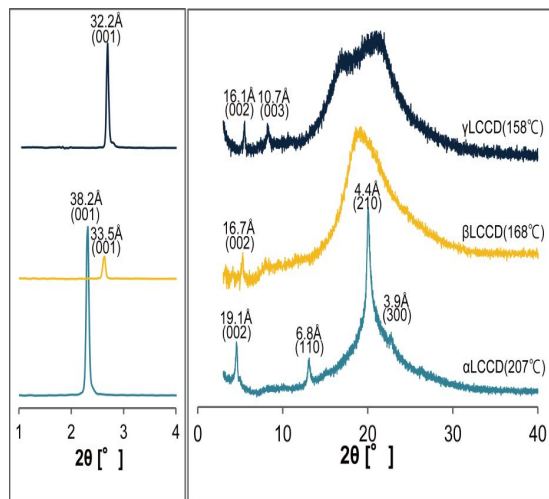 32.2Å
(001)
38.2Å
(001)
33.5Å
(001)
1 2 3 4
2θ [°]
16.1Å
(002)
10.7Å
(003)
γLCCD(158℃)
16.7Å
(002)
βLCCD(168℃)
4.4Å
(210)
19.1Å
(002)
6.8Å
(110)
3.9Å
(300)
αLCCD(207℃)
0 10 20 30 40
2θ [°]